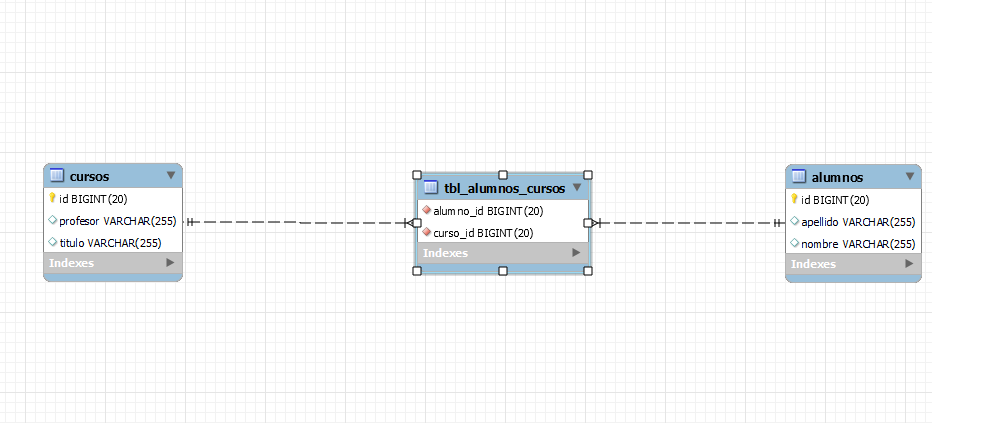 cursos
id BIGINT(20)
profesor VARCHAR(255)
titulo VARCHAR(255)
Indexes
tbl_alumnos_cursos
alumno_id BIGINT(20)
curso_id BIGINT(20)
Indexes
alumnos
id BIGINT(20)
apellido VARCHAR(255)
nombre VARCHAR(255)
Indexes